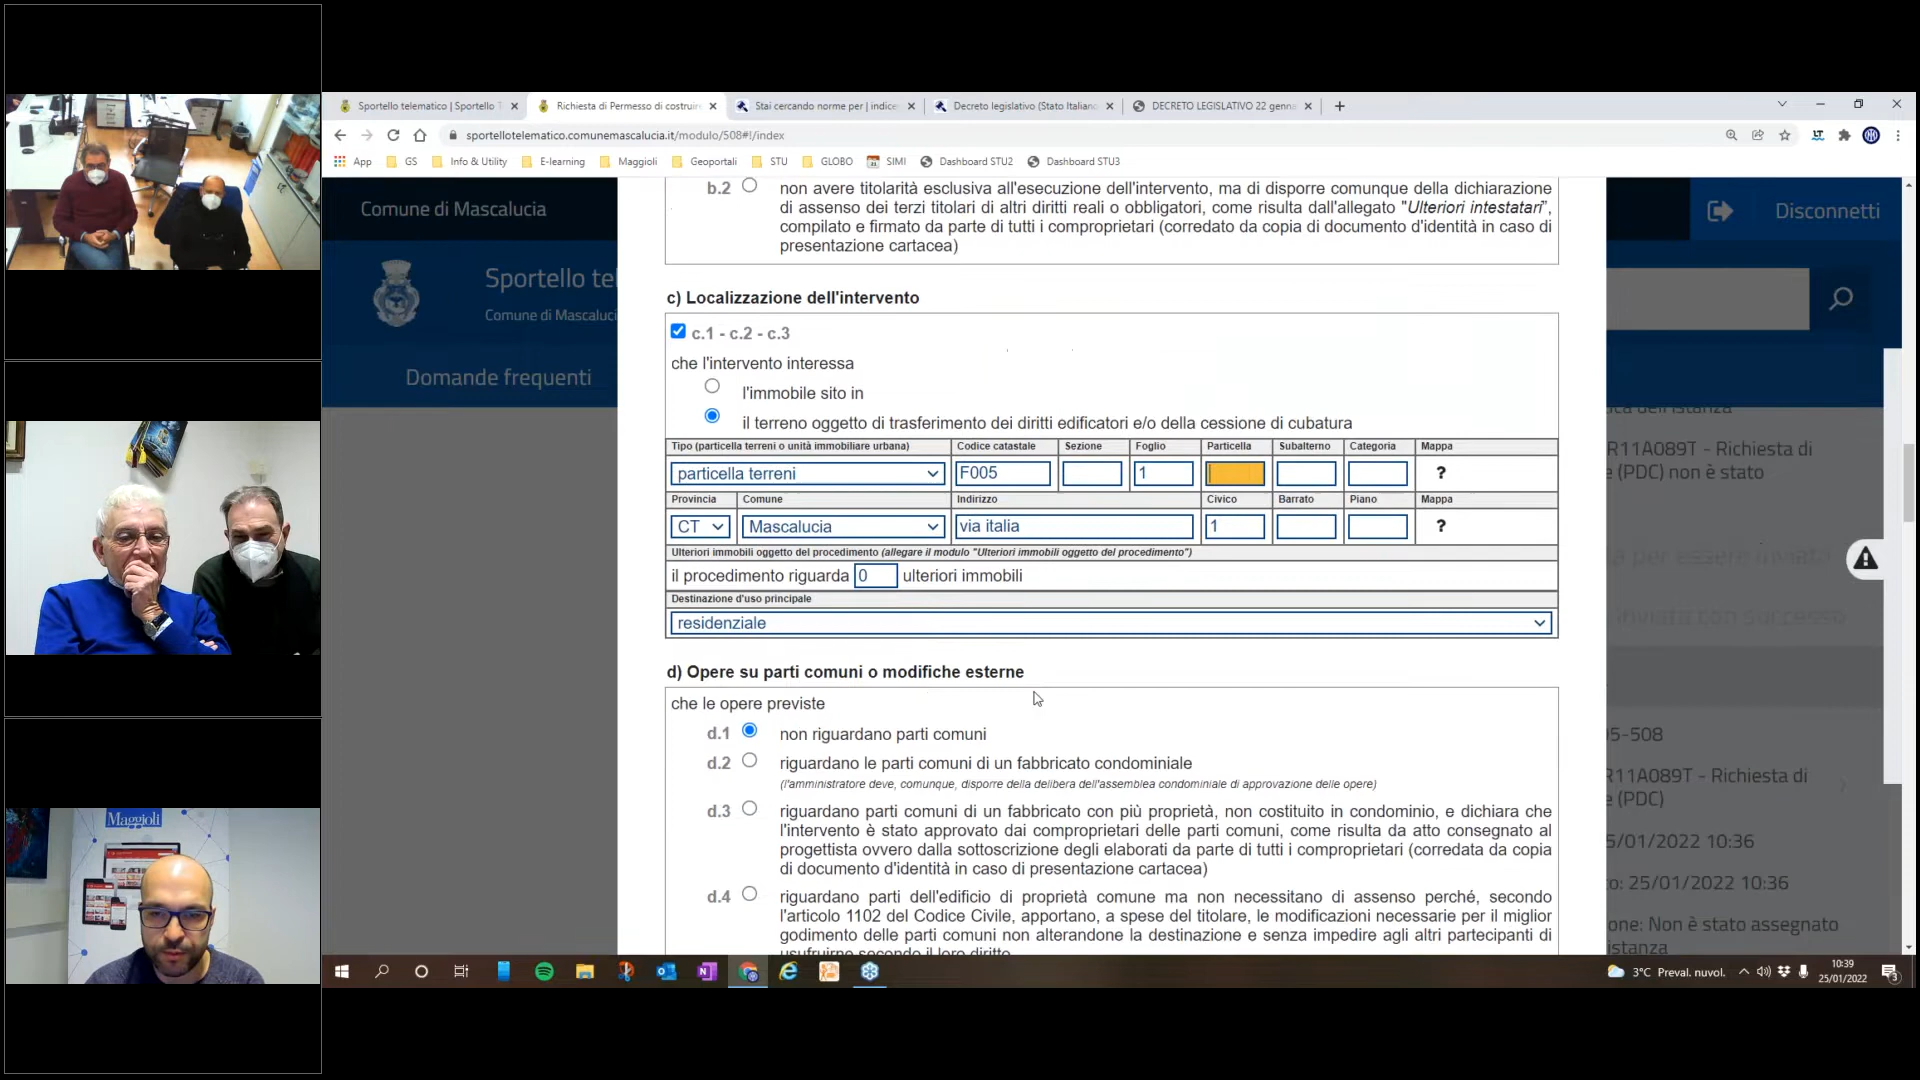 Maggioli
Sportello telematico | Sportello T
Richiesta di Permesso di costruir
Stai cercando norme per | indice
Decreto legislativo (Stato Italiano
DECRETO LEGISLATIVO 22 genn
sportellotelematico.comunemascalucia.it/modulo/508#I/index
App
GS
Info & Utility
E-learning
Maggioli
Geoportali
STU
GLOBO
SIMI
Dashboard STU2
Dashboard STU3
Comune di Mascalucia
Disconnetti
Sportello tel
Comune di Mascaluci
Domande frequenti
b.2 non avere titolarità esclusiva all'esecuzione dell'intervento, ma di disporre comunque della dichiarazione
di assenso dei terzi titolari di altri diritti reali o obbligatori, come risulta dall'allegato "Ulteriori intestatari",
compilato e firmato da parte di tutti i comproprietari (corredato da copia di documento d'identità in caso di
presentazione cartacea)
c) Localizzazione dell'intervento
c.1 - c.2 - c.3
che l'intervento interessa
l'immobile sito in
il terreno oggetto di trasferimento dei diritti edificatori e/o della cessione di cubatura
Tipo (particella terreni o unità immobiliare urbana) Codice catastale Sezione Foglio Particella Subalterno Categoria Mappa
particella terreni F005 1 ?
Provincia Comune Indirizzo Civico Barrato Piano Mappa
CT Mascalucia via italia 1 ?
Ulteriori immobili oggetto del procedimento (allegare il modulo "Ulteriori immobili oggetto del procedimento")
il procedimento riguarda 0 ulteriori immobili
Destinazione d'uso principale
residenziale
d) Opere su parti comuni o modifiche esterne
che le opere previste
d.1 non riguardano parti comuni
d.2 riguardano le parti comuni di un fabbricato condominiale
(l'amministratore deve, comunque, disporre della delibera dell'assemblea condominiale di approvazione delle opere)
d.3 riguardano parti comuni di un fabbricato con più proprietà, non costituito in condominio, e dichiara che
l'intervento è stato approvato dai comproprietari delle parti comuni, come risulta da atto consegnato al
progettista ovvero dalla sottoscrizione degli elaborati da parte di tutti i comproprietari (corredata da copia
di documento d'identità in caso di presentazione cartacea)
d.4 riguardano parti dell'edificio di proprietà comune ma non necessitano di assenso perché, secondo
l'articolo 1102 del Codice Civile, apportano, a spese del titolare, le modificazioni necessarie per il miglior
godimento delle parti comuni non alterandone la destinazione e senza impedire agli altri partecipanti di
usufruirne secondo il loro diritto
dell'istanza
R11A089T - Richiesta di
(PDC) non è stato
per essere inviato
inviata con successo
5-508
R11A089T - Richiesta di
(PDC)
5/01/2022 10:36
o: 25/01/2022 10:36
one: Non è stato assegnato
istanza
3°C Preval. nuvol.
10:39
25/01/2022
3